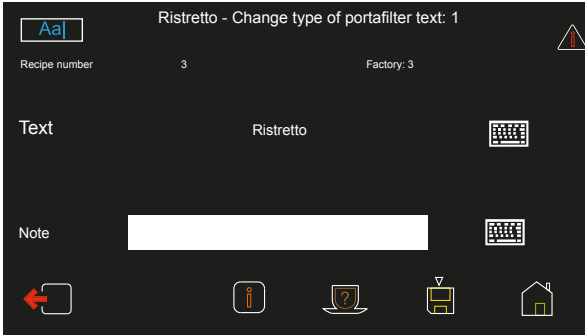 Aa
Ristretto - Change type of portafilter text: 1
Recipe number 3 Factory: 3
Text Ristretto
Note
i ?